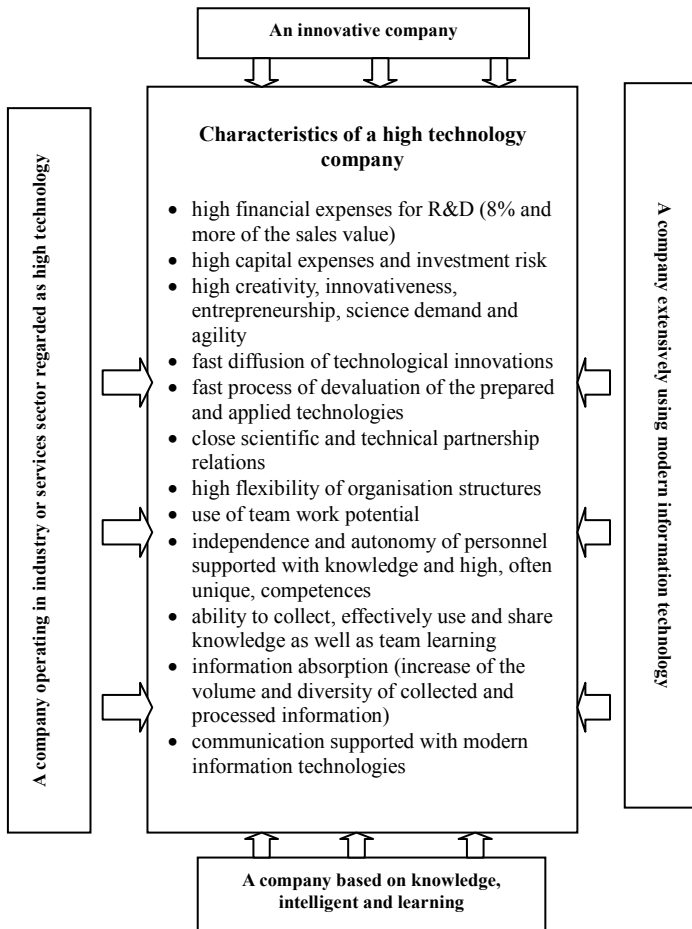 An innovative company
A company operating in industry or services sector regarded as high technology
Characteristics of a high technology
company
• high financial expenses for R&D (8% and
more of the sales value)
• high capital expenses and investment risk
• high creativity, innovativeness,
entrepreneurship, science demand and
agility
• fast diffusion of technological innovations
• fast process of devaluation of the prepared
and applied technologies
• close scientific and technical partnership
relations
• high flexibility of organisation structures
• use of team work potential
• independence and autonomy of personnel
supported with knowledge and high, often
unique, competences
• ability to collect, effectively use and share
knowledge as well as team learning
• information absorption (increase of the
volume and diversity of collected and
processed information)
• communication supported with modern
information technologies
A company extensively using modern information technology
A company based on knowledge,
intelligent and learning